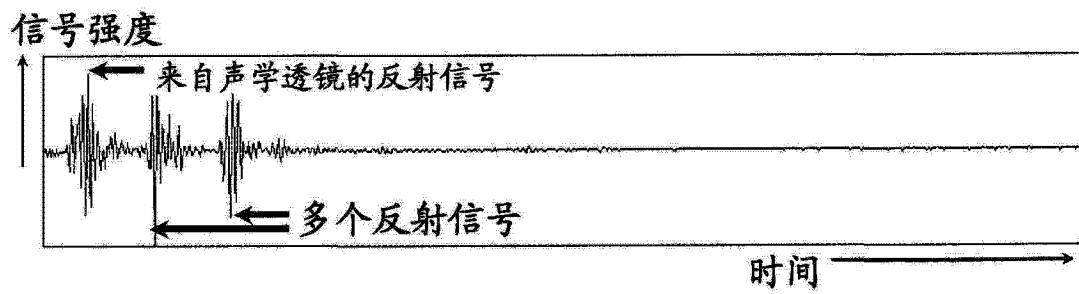 信号强度
来自声学透镜的反射信号
多个反射信号
时间